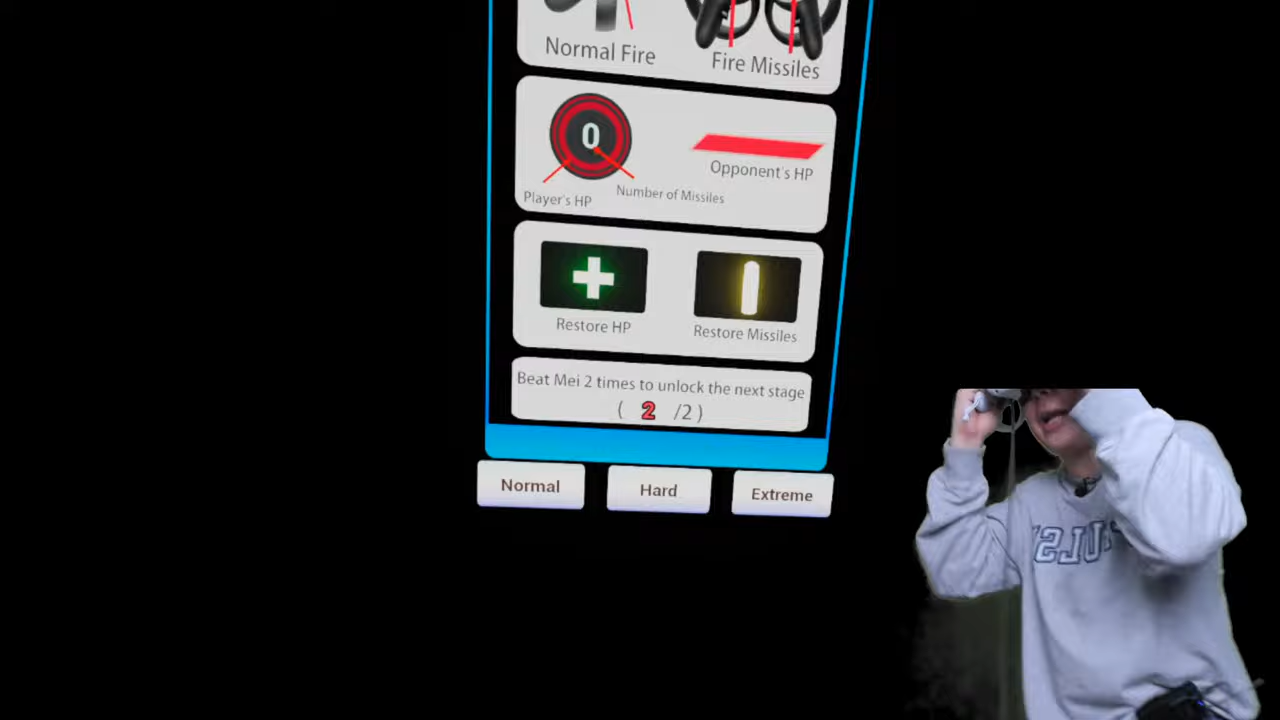 Normal Fire
Fire Missiles
0
Opponent's HP
Player's HP
Number of Missiles
Restore HP
Restore Missiles
Beat Mei 2 times to unlock the next stage
( 2 /2)
Normal
Hard
Extreme